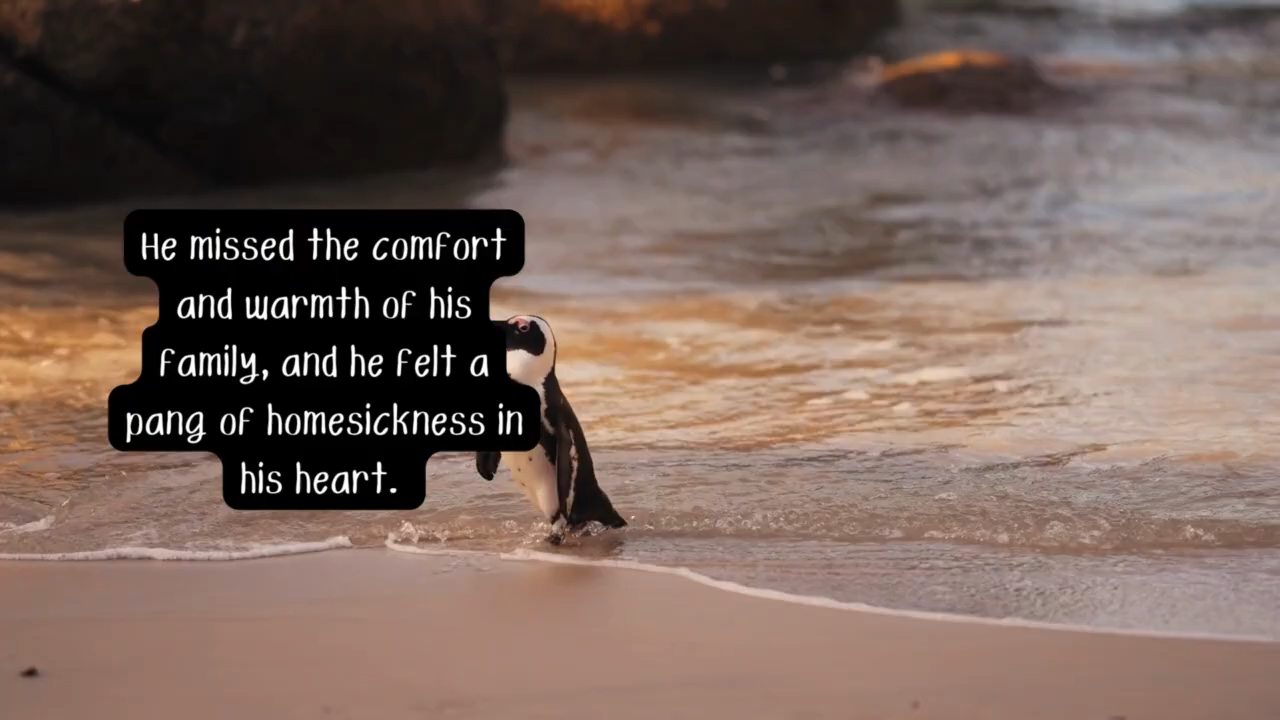 He missed the comfort
and warmth of his
family, and he felt a
pang of homesickness in
his heart.